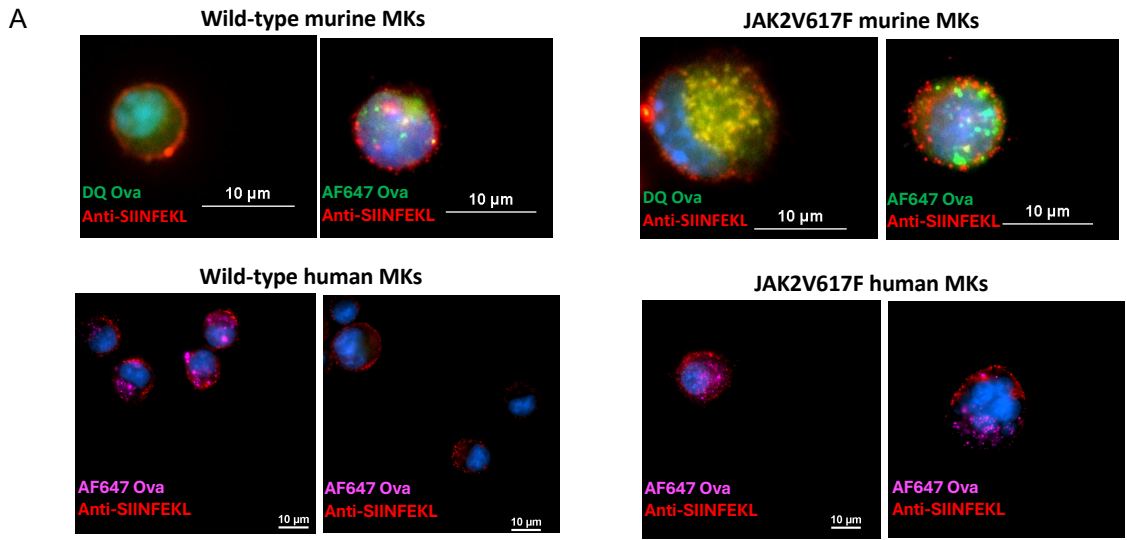 A
Wild-type murine MKs
JAK2V617F murine MKs
DQ Ova
Anti-SIINFEKL
10 µm
AF647 Ova
Anti-SIINFEKL
10 µm
DQ Ova
Anti-SIINFEKL
10 µm
AF647 Ova
Anti-SIINFEKL
10 µm
Wild-type human MKs
JAK2V617F human MKs
AF647 Ova
Anti-SIINFEKL
10 µm
AF647 Ova
Anti-SIINFEKL
10 µm
AF647 Ova
Anti-SIINFEKL
10 µm
AF647 Ova
Anti-SIINFEKL
10 µm